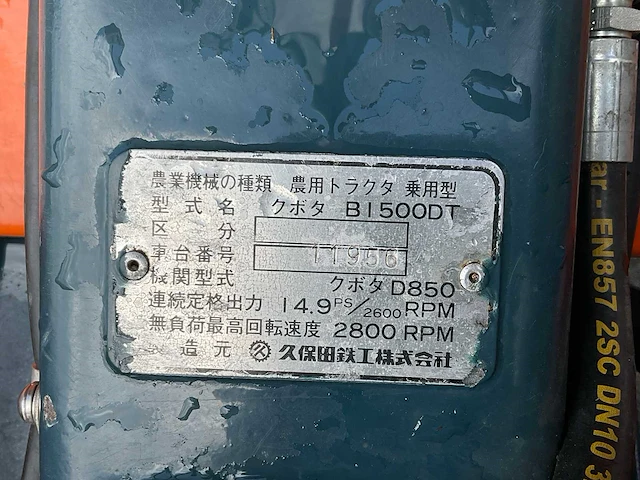 農業機械の種類 農用トラクタ 乗用型
型式名 クボタ B1500DT
区分
車台番号 11956
機関型式 クボタ D850
連続定格出力 14.9PS/2600RPM
無負荷最高回転速度 2800RPM
製造元 久保田鉄工株式会社
ar - EN857 2SC DN10 3